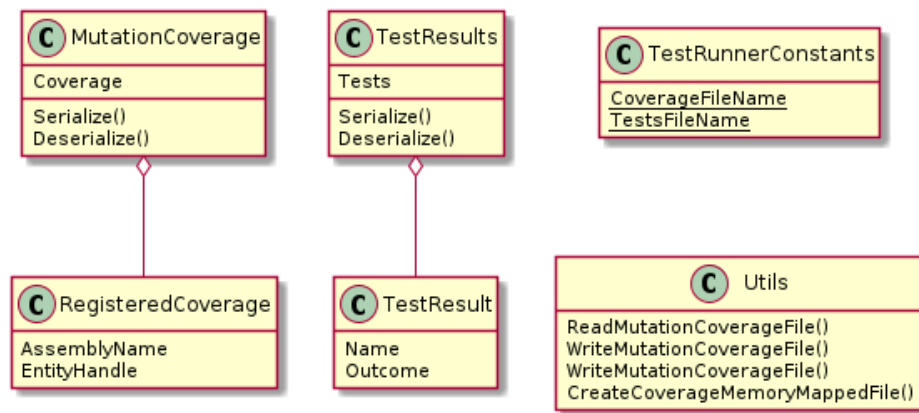 C MutationCoverage
Coverage
Serialize()
Deserialize()
C TestResults
Tests
Serialize()
Deserialize()
C TestRunnerConstants
CoverageFileName
TestsFileName
C RegisteredCoverage
AssemblyName
EntityHandle
C TestResult
Name
Outcome
C Utils
ReadMutationCoverageFile()
WriteMutationCoverageFile()
WriteMutationCoverageFile()
CreateCoverageMemoryMappedFile()